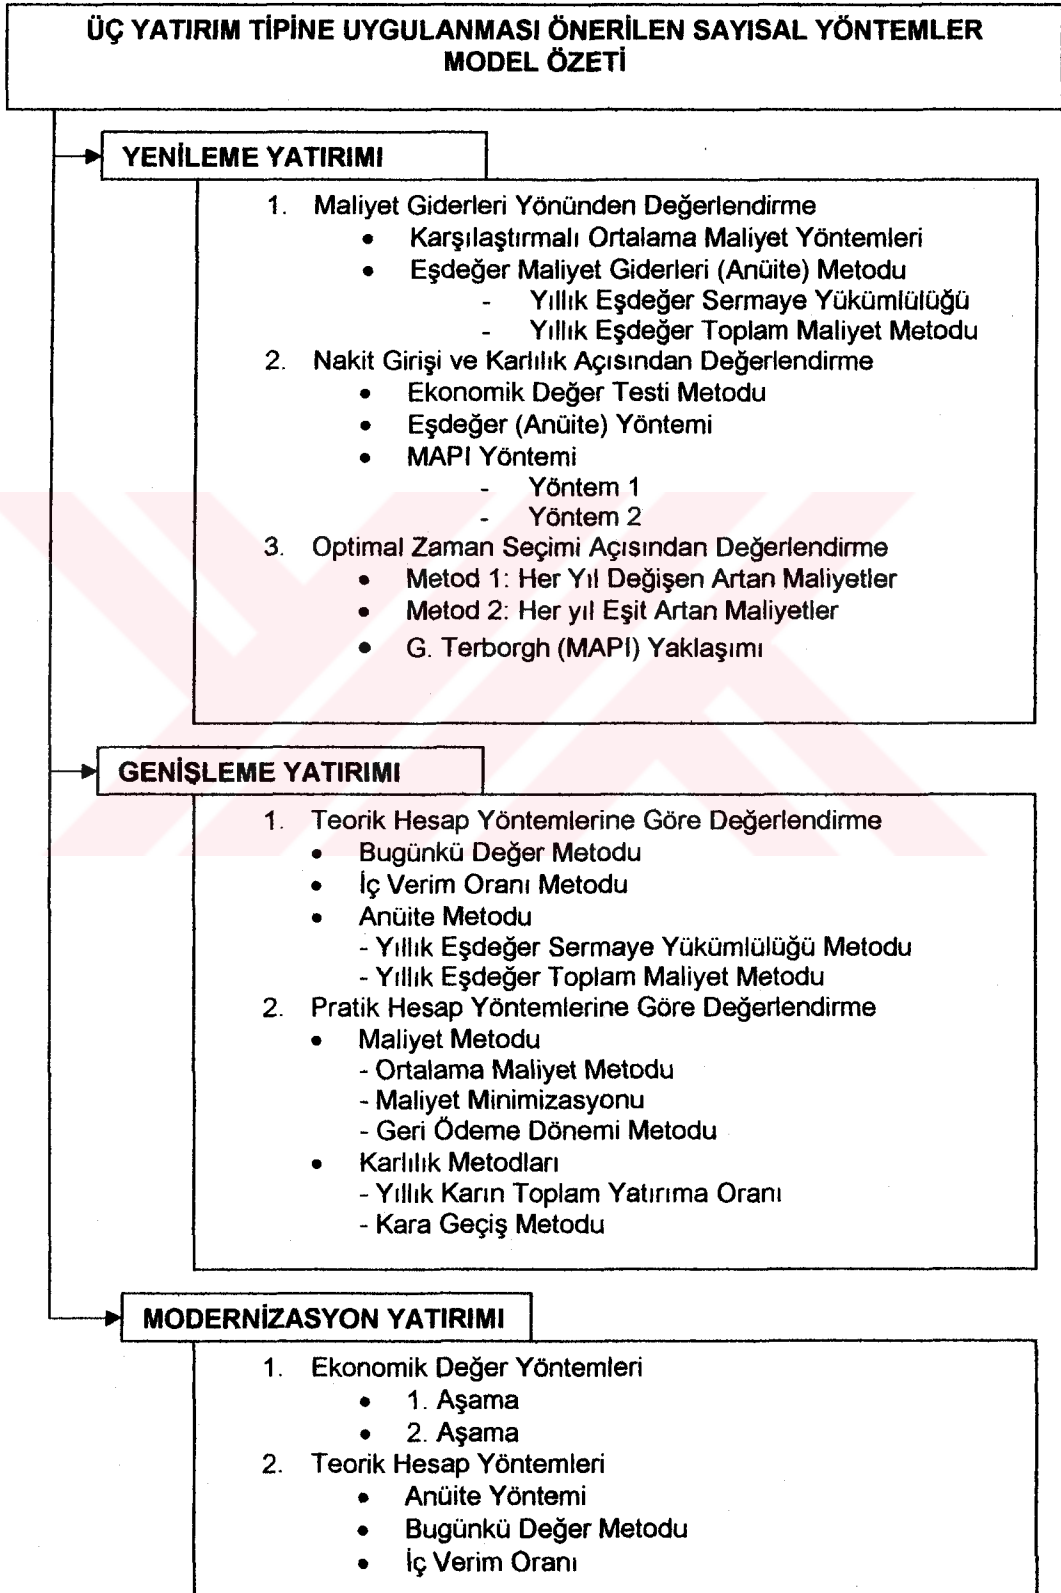 ÜÇ YATIRIM TİPİNE UYGULANMASI ÖNERİLEN SAYISAL YÖNTEMLER
MODEL ÖZETİ
YENİLEME YATIRIMI
1. Maliyet Giderleri Yönünden Değerlendirme
• Karşılaştırmalı Ortalama Maliyet Yöntemleri
• Eşdeğer Maliyet Giderleri (Anüite) Metodu
- Yıllık Eşdeğer Sermaye Yükümlülüğü
- Yıllık Eşdeğer Toplam Maliyet Metodu
2. Nakit Girişi ve Karlılık Açısından Değerlendirme
• Ekonomik Değer Testi Metodu
• Eşdeğer (Anüite) Yöntemi
• MAPI Yöntemi
- Yöntem 1
- Yöntem 2
3. Optimal Zaman Seçimi Açısından Değerlendirme
• Metod 1: Her Yıl Değişen Artan Maliyetler
• Metod 2: Her yıl Eşit Artan Maliyetler
• G. Terborgh (MAPI) Yaklaşımı
GENİŞLEME YATIRIMI
1. Teorik Hesap Yöntemlerine Göre Değerlendirme
• Bugünkü Değer Metodu
• İç Verim Oranı Metodu
• Anüite Metodu
- Yıllık Eşdeğer Sermaye Yükümlülüğü Metodu
- Yıllık Eşdeğer Toplam Maliyet Metodu
2. Pratik Hesap Yöntemlerine Göre Değerlendirme
• Maliyet Metodu
- Ortalama Maliyet Metodu
- Maliyet Minimizasyonu
- Geri Ödeme Dönemi Metodu
• Karlılık Metodları
- Yıllık Karın Toplam Yatırıma Oranı
- Kara Geçiş Metodu
MODERNİZASYON YATIRIMI
1. Ekonomik Değer Yöntemleri
• 1. Aşama
• 2. Aşama
2. Teorik Hesap Yöntemleri
• Anüite Yöntemi
• Bugünkü Değer Metodu
• İç Verim Oranı